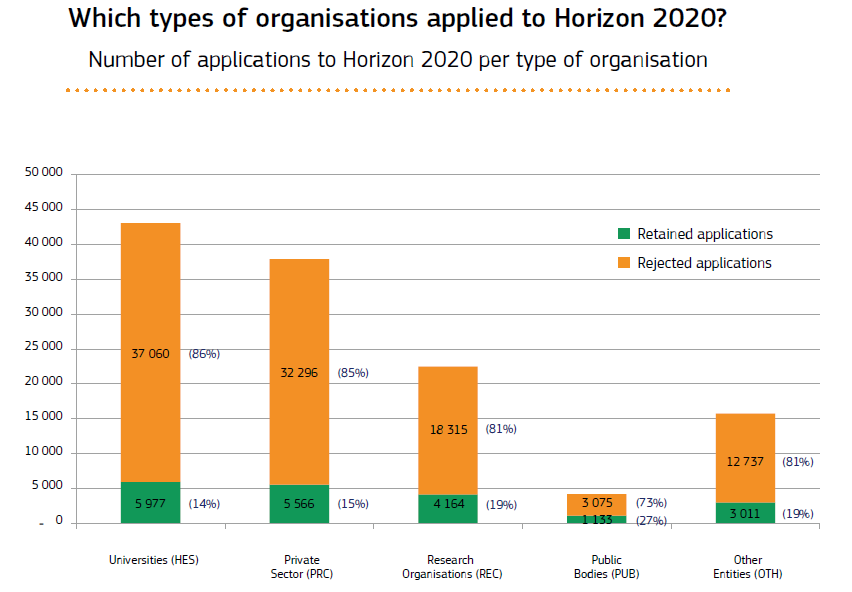 Which types of organisations applied to Horizon 2020?
Number of applications to Horizon 2020 per type of organisation
50 000
45 000
40 000
35 000
30 000
25 000
20 000
15 000
10 000
5 000
- 0
Retained applications
Rejected applications
37 060 (86%)
5 977 (14%)
32 296 (85%)
5 566 (15%)
18 315 (81%)
4 164 (19%)
3 075 (73%)
1 133 (27%)
12 737 (81%)
3 011 (19%)
Universities (HES)
Private
Sector (PRC)
Research
Organisations (REC)
Public
Bodies (PUB)
Other
Entities (OTH)